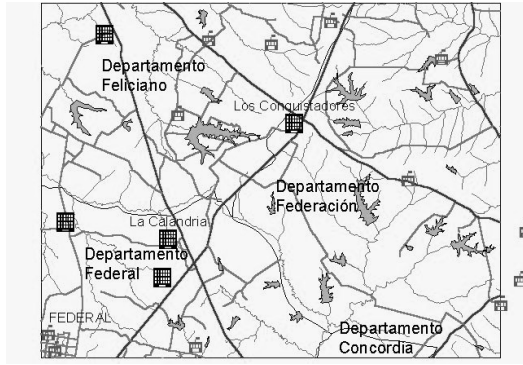 Departamento
Feliciano
Los Conquistadores
Departamento
Federación
La Calandria
Departamento
Federal
FEDERAL
Departamento
Concordia